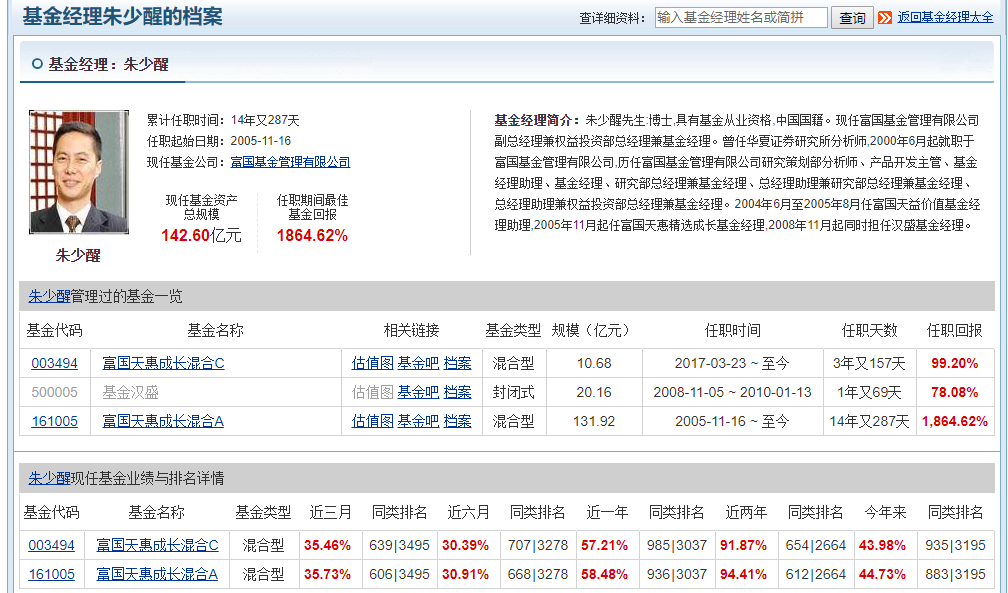 基金经理朱少醒的档案
查详细资料： 输入基金经理姓名或简拼 查询 返回基金经理大全
基金经理：朱少醒
累计任职时间：14年又287天
任职起始日期：2005-11-16
现任基金公司：富国基金管理有限公司
现任基金资产
总规模
142.60亿元
任职期间最佳
基金回报
1864.62%
朱少醒
基金经理简介：朱少醒先生:博士,具有基金从业资格,中国国籍。现任富国基金管理有限公司
副总经理兼权益投资部总经理兼基金经理。曾任华夏证券研究所分析师,2000年6月起就职于
富国基金管理有限公司,历任富国基金管理有限公司研究策划部分析师、产品开发主管、基金
经理助理、基金经理、研究部总经理兼基金经理、总经理助理兼研究部总经理兼基金经理、
总经理助理兼权益投资部总经理兼基金经理。2004年6月至2005年8月任富国天益价值基金经
理助理,2005年11月起任富国天惠精选成长基金经理,2008年11月起同时担任汉盛基金经理。
朱少醒管理过的基金一览
基金代码 基金名称 相关链接 基金类型 规模（亿元） 任职时间 任职天数 任职回报
003494 富国天惠成长混合C 估值图 基金吧 档案 混合型 10.68 2017-03-23 ~ 至今 3年又157天 99.20%
500005 基金汉盛 估值图 基金吧 档案 封闭式 20.16 2008-11-05 ~ 2010-01-13 1年又69天 78.08%
161005 富国天惠成长混合A 估值图 基金吧 档案 混合型 131.92 2005-11-16 ~ 至今 14年又287天 1,864.62%
朱少醒现任基金业绩与排名详情
基金代码 基金名称 基金类型 近三月 同类排名 近六月 同类排名 近一年 同类排名 近两年 同类排名 今年来 同类排名
003494 富国天惠成长混合C 混合型 35.46% 639|3495 30.39% 707|3278 57.21% 985|3037 91.87% 654|2664 43.98% 935|3195
161005 富国天惠成长混合A 混合型 35.73% 606|3495 30.91% 668|3278 58.48% 936|3037 94.41% 612|2664 44.73% 883|3195